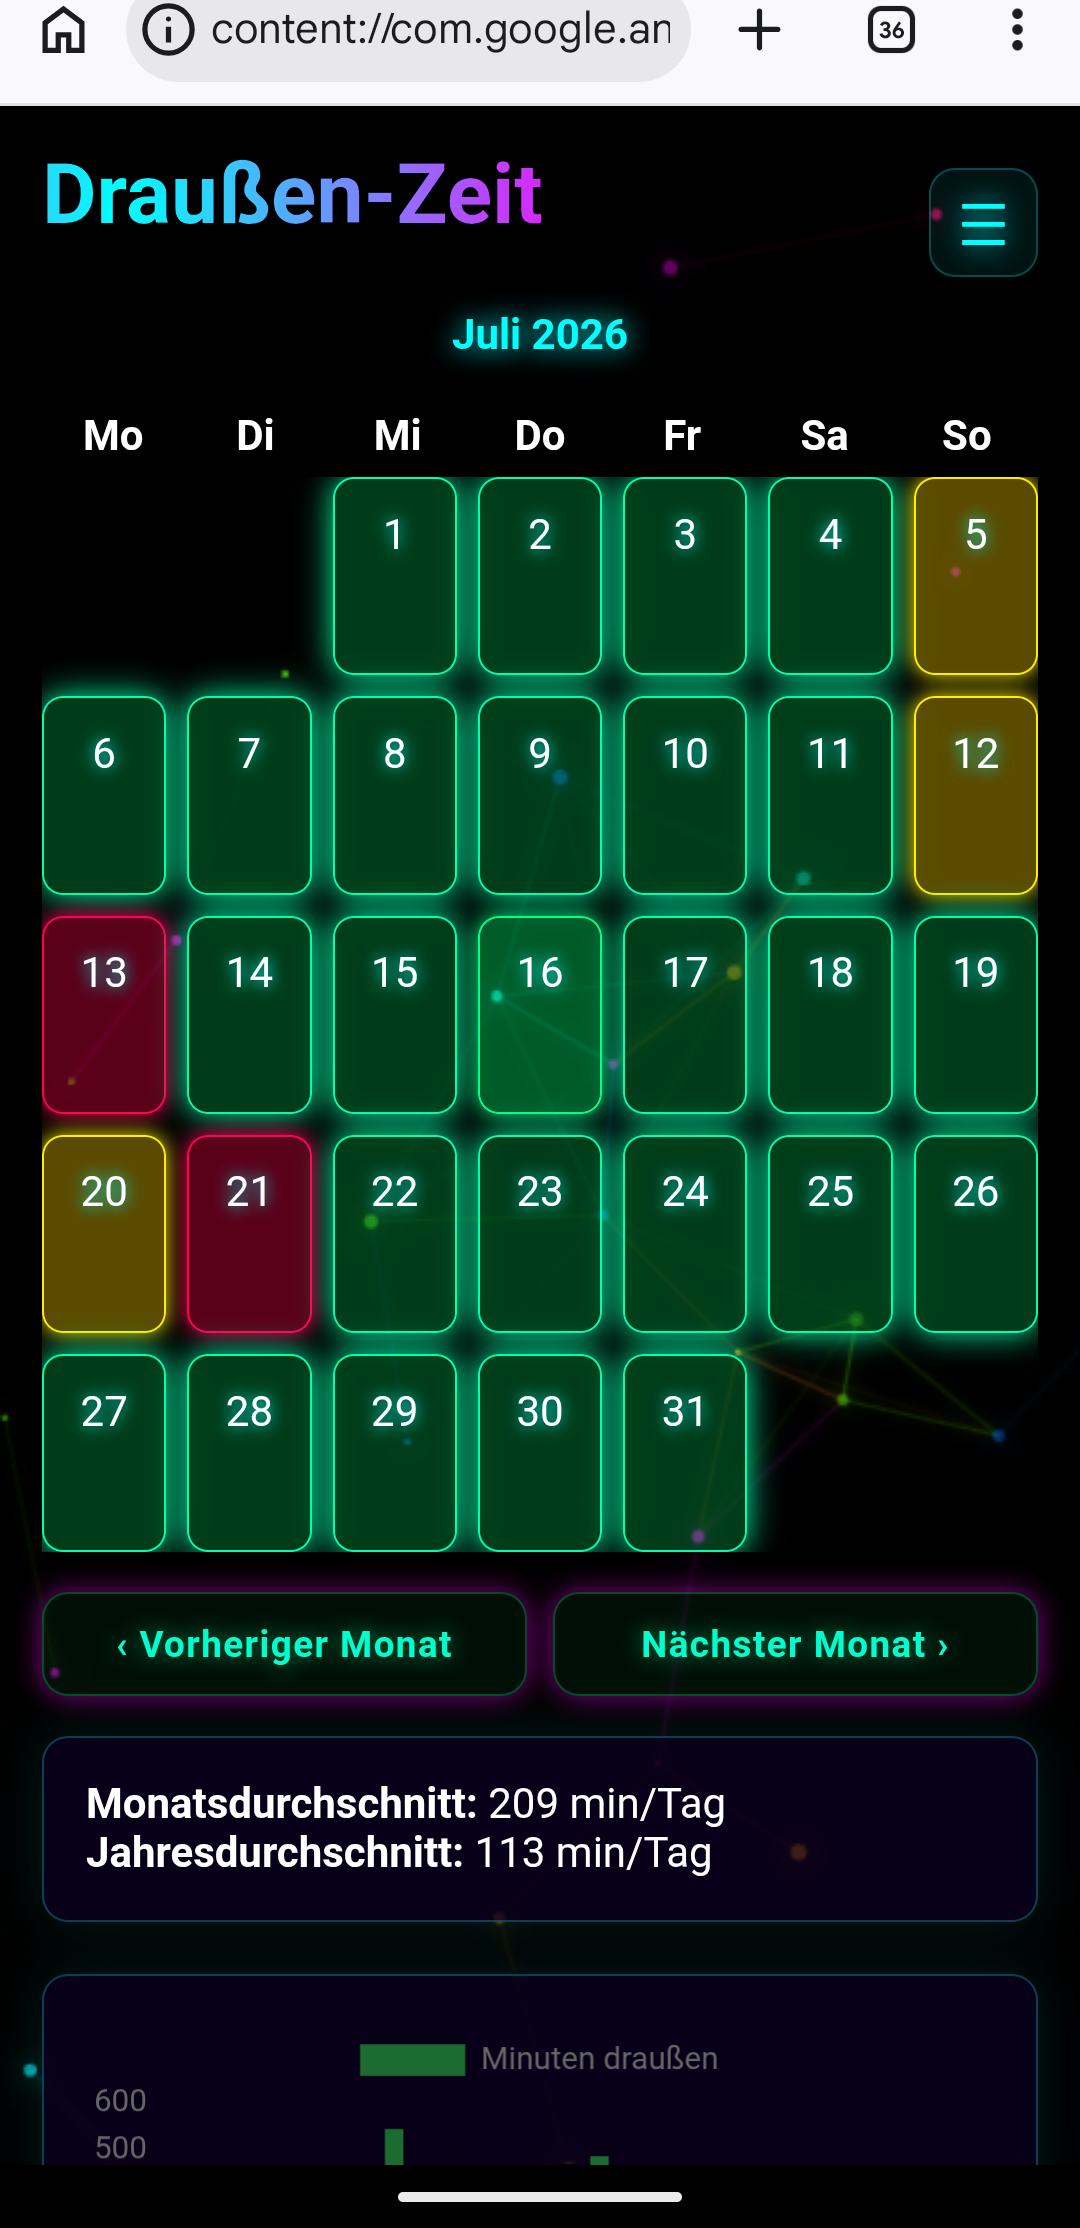 content://com.google.an
36
Draußen-Zeit
☰
Juli 2026
Mo Di Mi Do Fr Sa So
1 2 3 4 5
6 7 8 9 10 11 12
13 14 15 16 17 18 19
20 21 22 23 24 25 26
27 28 29 30 31
‹ Vorheriger Monat Nächster Monat ›
Monatsdurchschnitt: 209 min/Tag
Jahresdurchschnitt: 113 min/Tag
Minuten draußen
600
500